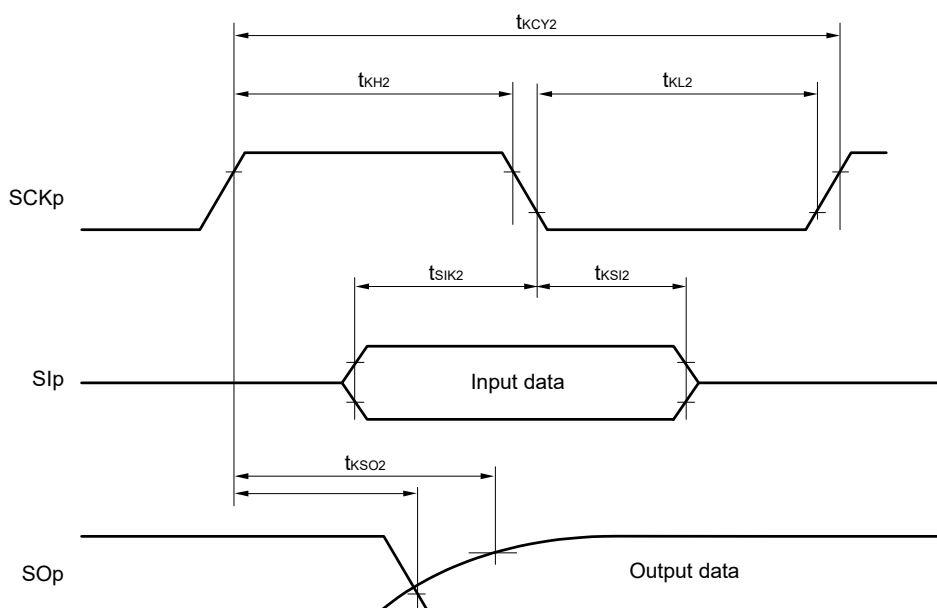 tKCY2
tKH2
tKL2
SCKp
tSIK2
tKSI2
SIp
Input data
tKSO2
SOp
Output data